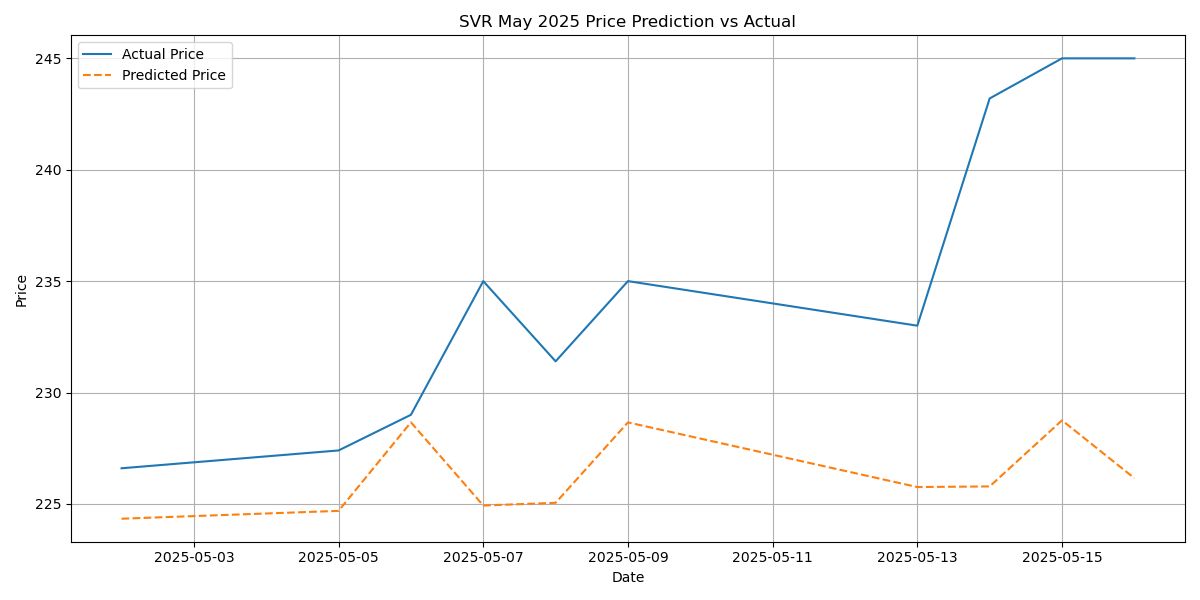 SVR May 2025 Price Prediction vs Actual
Actual Price
Predicted Price
245
240
235
230
225
Price
2025-05-03
2025-05-05
2025-05-07
2025-05-09
2025-05-11
2025-05-13
2025-05-15
Date